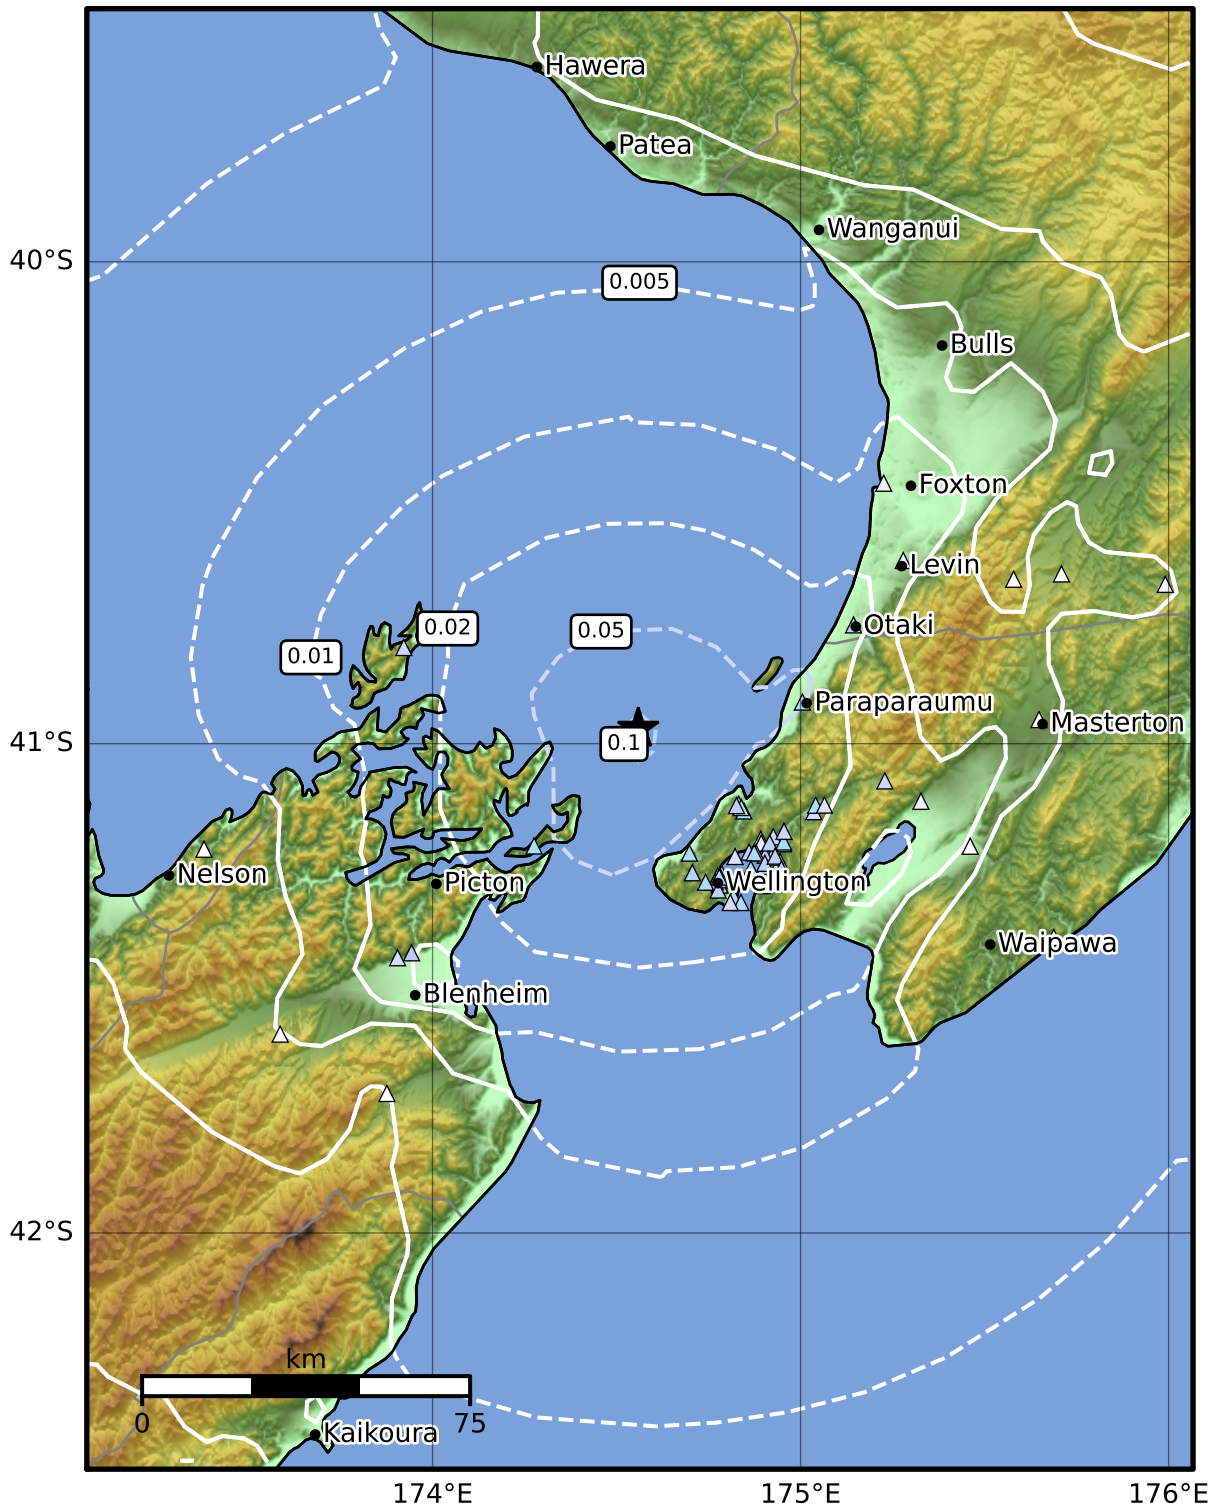 Hawera
Patea
Wanganui
40°S
0.005
Bulls
Foxton
Levin
Otaki
0.02
0.05
0.01
Paraparaumu
Masterton
41°S
0.1
Nelson
Picton
Wellington
Waipawa
Blenheim
42°S
km
0
75
Kaikoura
174°E
175°E
176°E